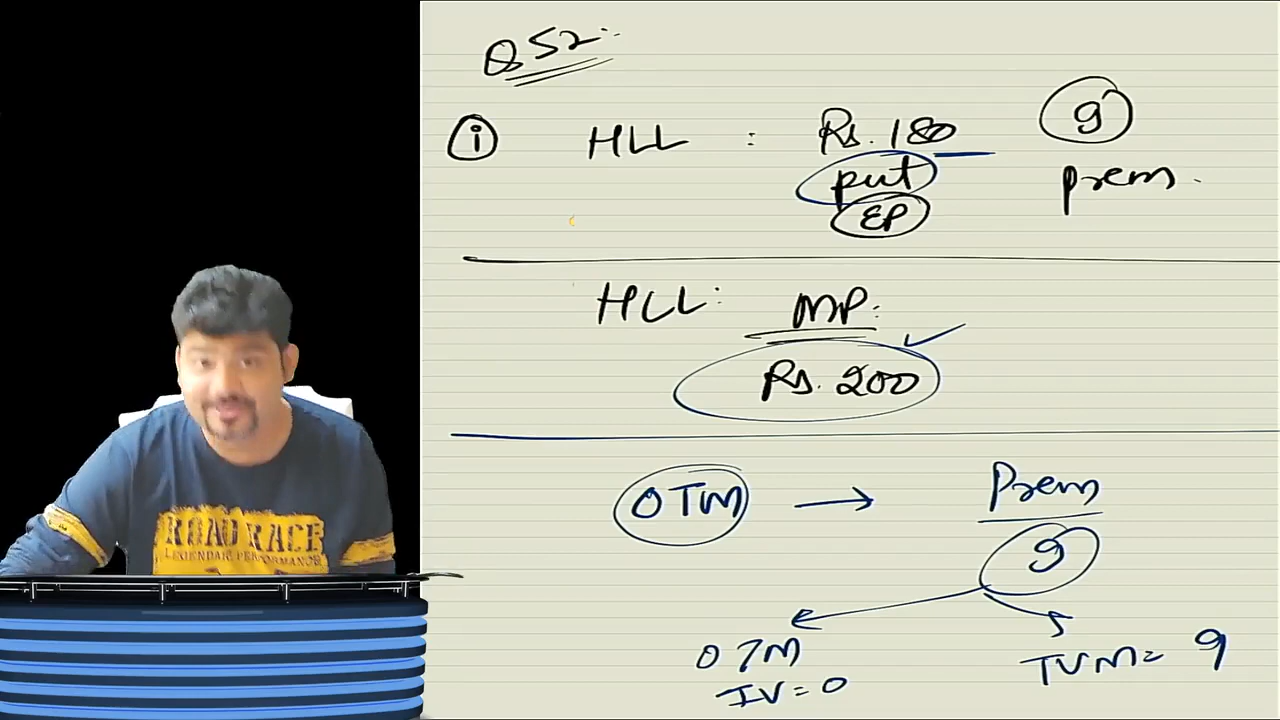 Q52:
i HLL : Rs. 180 9
put prem.
EP
HLL: MP:
Rs. 200
OTM → Prem
9
OTM TVM= 9
IV=0
ROAD RACE
LEGENDARY PERFORMANCE